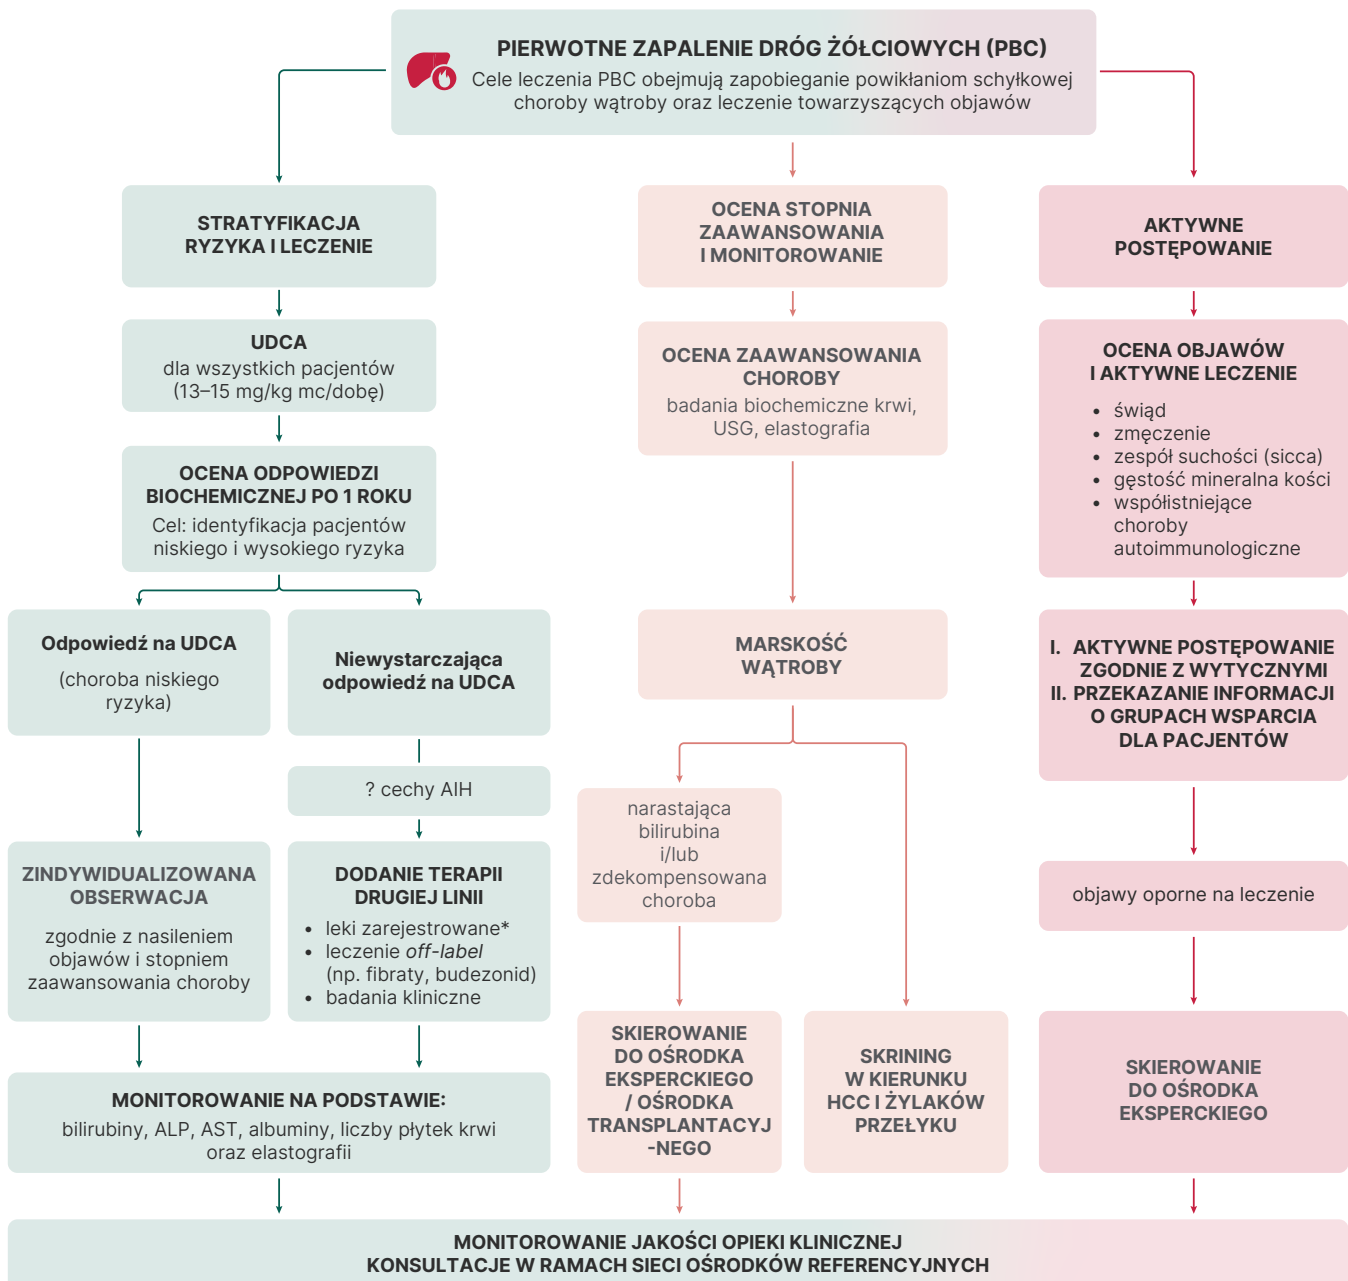 PIERWOTNE ZAPALENIE DRÓG ŻÓŁCIOWYCH (PBC)
Cele leczenia PBC obejmują zapobieganie powikłaniom schyłkowej
choroby wątroby oraz leczenie towarzyszących objawów
STRATYFIKACJA
RYZYKA I LECZENIE
UDCA
dla wszystkich pacjentów
(13–15 mg/kg mc/dobę)
OCENA ODPOWIEDZI
BIOCHEMICZNEJ PO 1 ROKU
Cel: identyfikacja pacjentów
niskiego i wysokiego ryzyka
Odpowiedź na UDCA
(choroba niskiego
ryzyka)
ZINDYWIDUALIZOWANA
OBSERWACJA
zgodnie z nasileniem
objawów i stopniem
zaawansowania choroby
Niewystarczająca
odpowiedź na UDCA
? cechy AIH
DODANIE TERAPII
DRUGIEJ LINII
• leki zarejestrowane*
• leczenie off-label
(np. fibraty, budezonid)
• badania kliniczne
MONITOROWANIE NA PODSTAWIE:
bilirubiny, ALP, AST, albuminy, liczby płytek krwi
oraz elastografii
OCENA STOPNIA
ZAAWANSOWANIA
I MONITOROWANIE
OCENA ZAAWANSOWANIA
CHOROBY
badania biochemiczne krwi,
USG, elastografia
MARSKOŚĆ
WĄTROBY
narastająca
bilirubina
i/lub
zdekompensowana
choroba
SKIEROWANIE
DO OŚRODKA
EKSPERCKIEGO
/ OŚRODKA
TRANSPLANTACYJ
-NEGO
SKRINING
W KIERUNKU
HCC I ŻYLAKÓW
PRZEŁYKU
AKTYWNE
POSTĘPOWANIE
OCENA OBJAWÓW
I AKTYWNE LECZENIE
• świąd
• zmęczenie
• zespół suchości (sicca)
• gęstość mineralna kości
• współistniejące
choroby
autoimmunologiczne
I. AKTYWNE POSTĘPOWANIE
ZGODNIE Z WYTYCZNYMI
II. PRZEKAZANIE INFORMACJI
O GRUPACH WSPARCIA
DLA PACJENTÓW
objawy oporne na leczenie
SKIEROWANIE
DO OŚRODKA
EKSPERCKIEGO
MONITOROWANIE JAKOŚCI OPIEKI KLINICZNEJ
KONSULTACJE W RAMACH SIECI OŚRODKÓW REFERENCYJNYCH